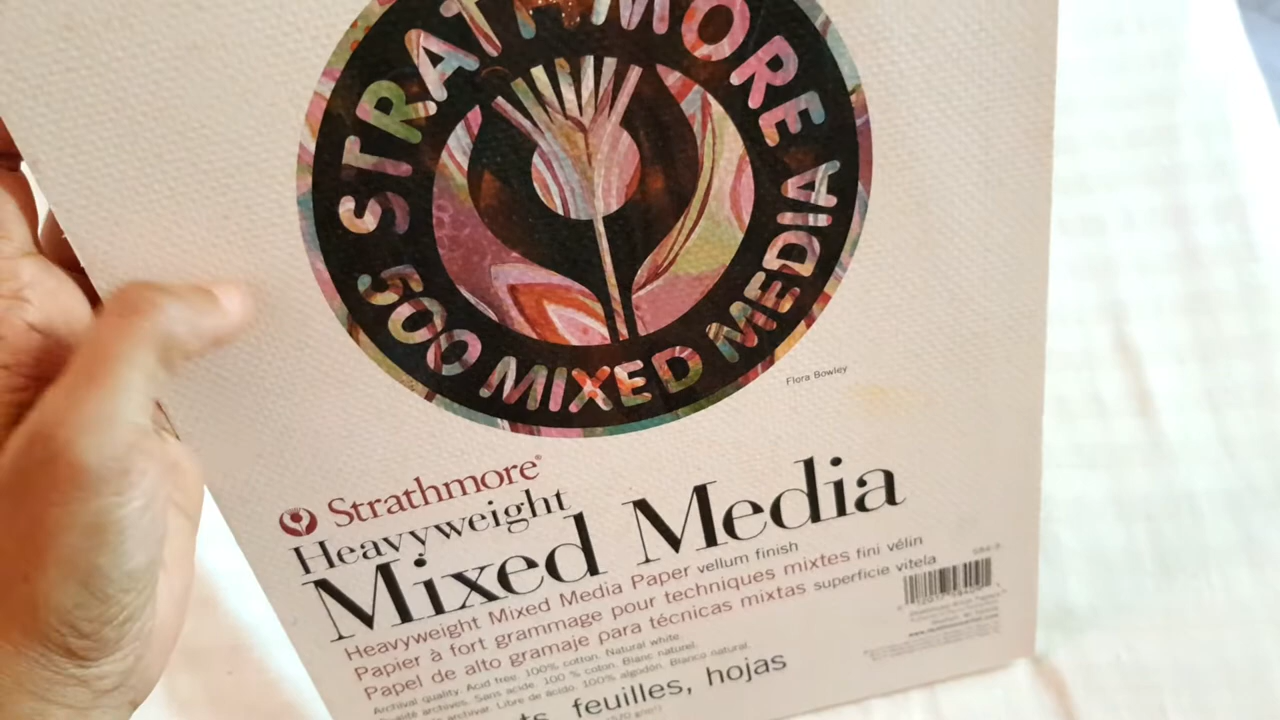 STRATHMORE
500 MIXED MEDIA
Flora Bowley
Strathmore®
Heavyweight
Mixed Media
Heavyweight Mixed Media Paper vellum finish
Papier à fort grammage pour techniques mixtes fini vélin
Papel de alto gramaje para técnicas mixtas superficie vitela
Archival quality. Acid free. 100% cotton. Natural white.
archives. Sans acide. 100 % coton. Blanc naturel.
archivar. Libre de ácido. 100% algodón. Blanco natural.
feuilles, hojas